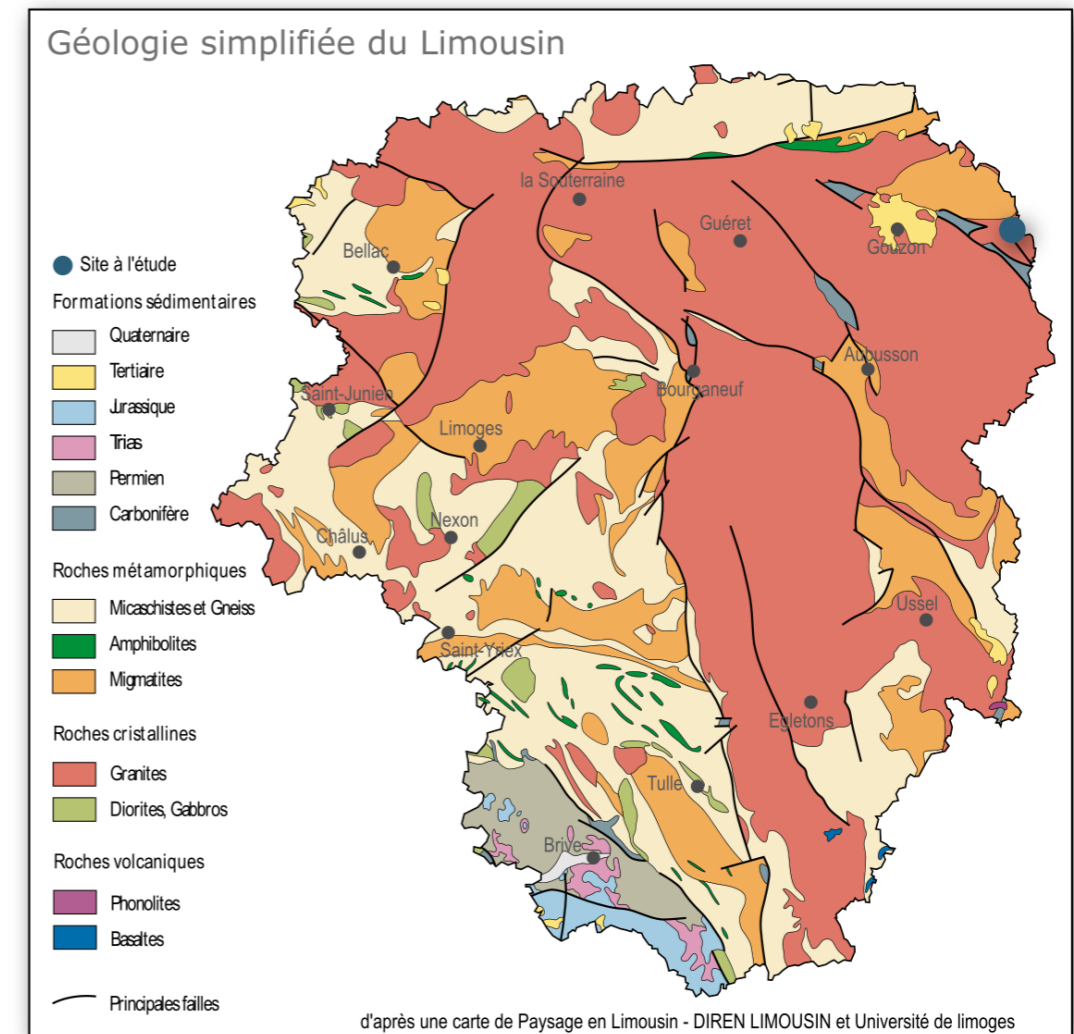 Géologie simplifiée du Limousin
la Souterraine
Guéret
Gouzon
Bellac
Aubusson
Bourganeuf
Saint-Junien
Limoges
Nexon
Châlus
Ussel
Saint-Yriex
Egletons
Tulle
Brive
Site à l'étude
Formations sédimentaires
Quaternaire
Tertiaire
Jurassique
Trias
Permien
Carbonifère
Roches métamorphiques
Micaschistes et Gneiss
Amphibolites
Migmatites
Roches cristallines
Granites
Diorites, Gabbros
Roches volcaniques
Phonolites
Basaltes
Principales failles
d'après une carte de Paysage en Limousin - DIREN LIMOUSIN et Université de limoges